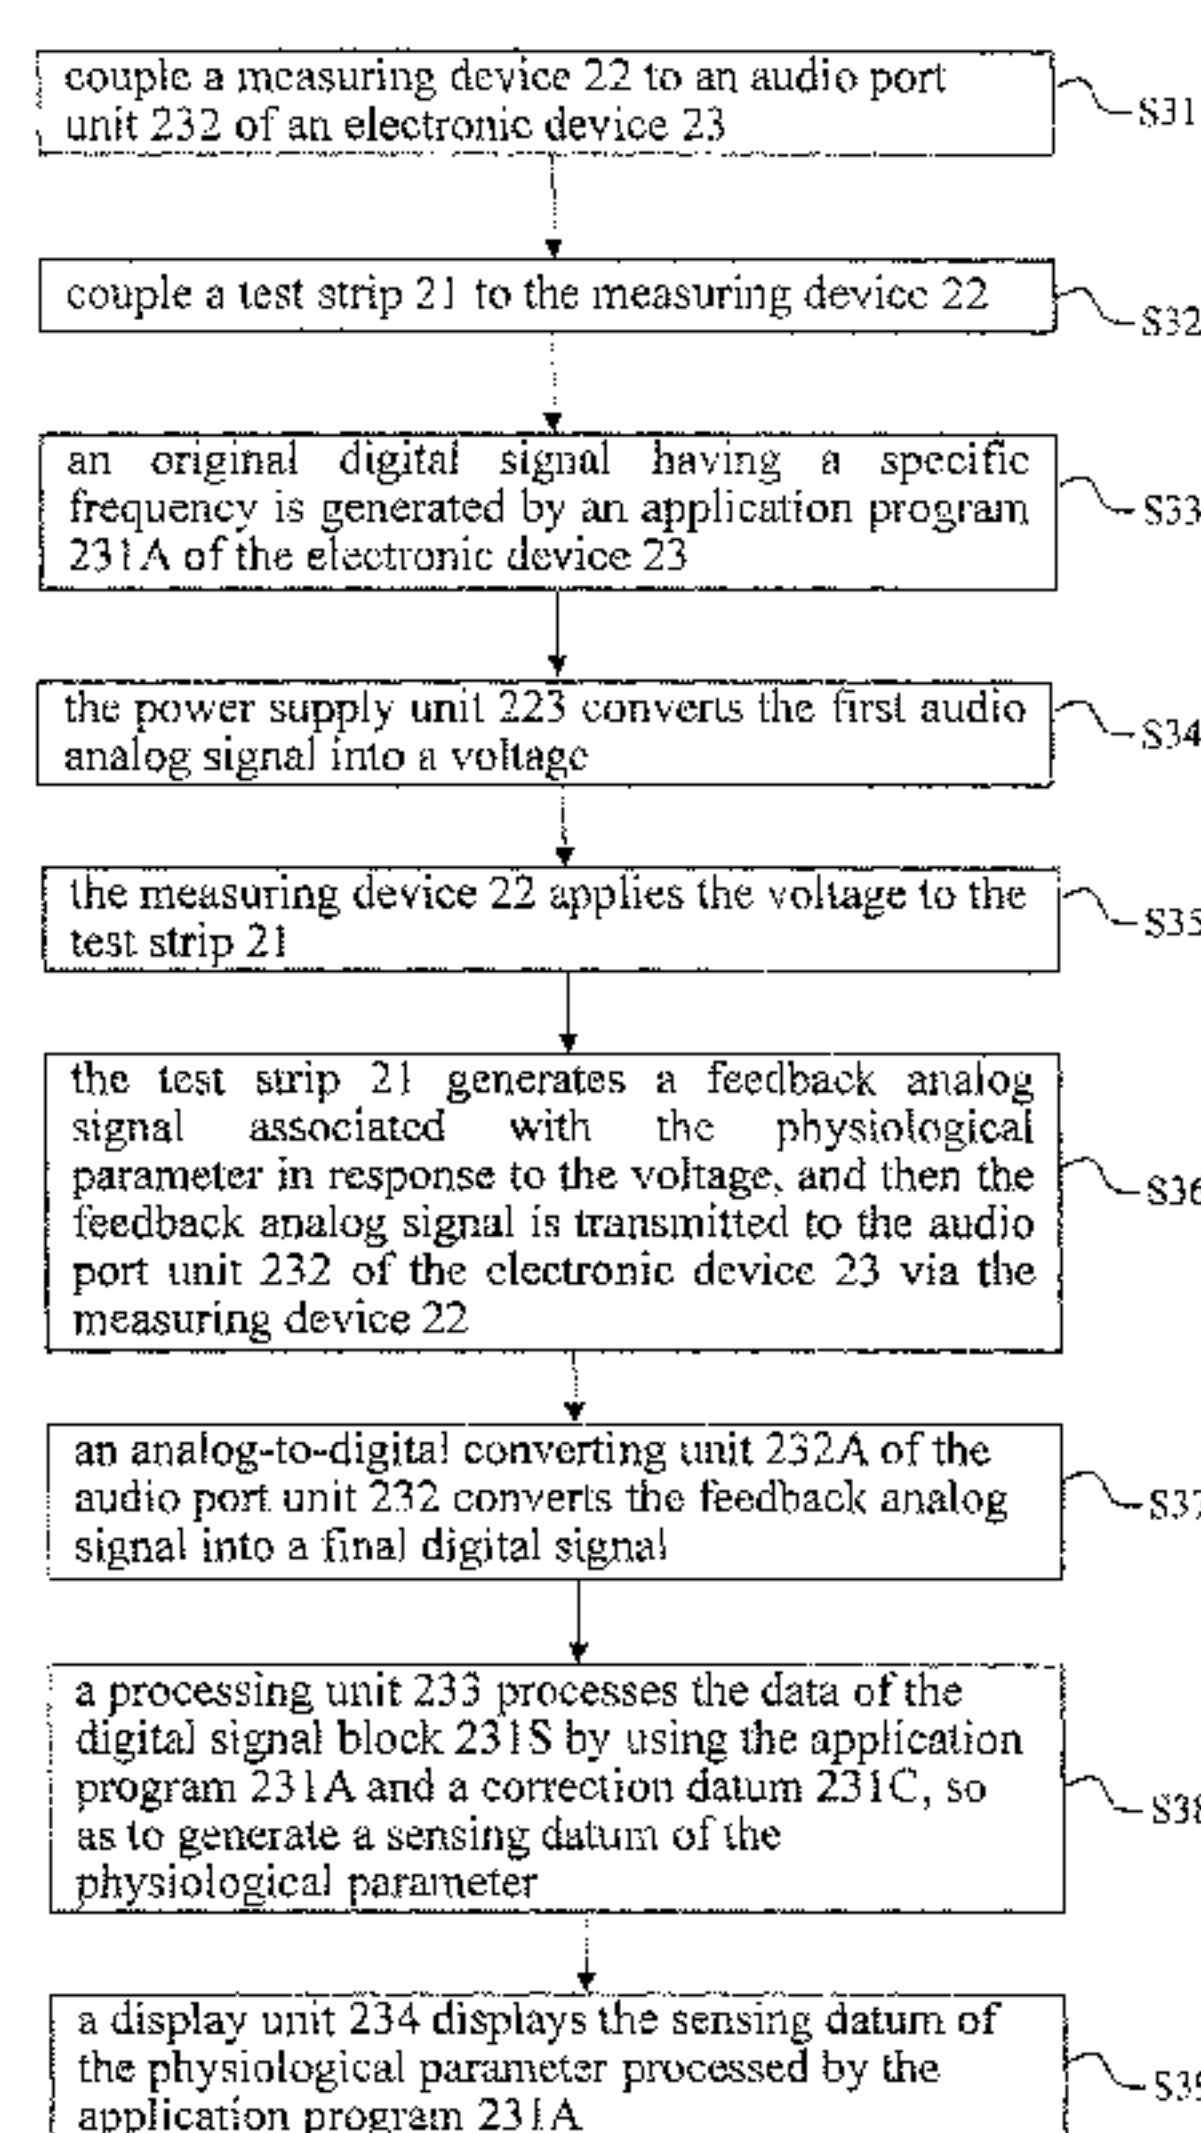 couple a measuring device 22 to an audio port
unit 232 of an electronic device 23
S31
couple a test strip 21 to the measuring device 22
S32
an original digital signal having a specific
frequency is generated by an application program
231A of the electronic device 23
S33
the power supply unit 223 converts the first audio
analog signal into a voltage
S34
the measuring device 22 applies the voltage to the
test strip 21
S35
the test strip 21 generates a feedback analog
signal associated with the physiological
parameter in response to the voltage, and then the
feedback analog signal is transmitted to the audio
port unit 232 of the electronic device 23 via the
measuring device 22
S36
an analog-to-digital converting unit 232A of the
audio port unit 232 converts the feedback analog
signal into a final digital signal
S37
a processing unit 233 processes the data of the
digital signal block 231S by using the application
program 231A and a correction datum 231C, so
as to generate a sensing datum of the
physiological parameter
S38
a display unit 234 displays the sensing datum of
the physiological parameter processed by the
application program 231A
S39